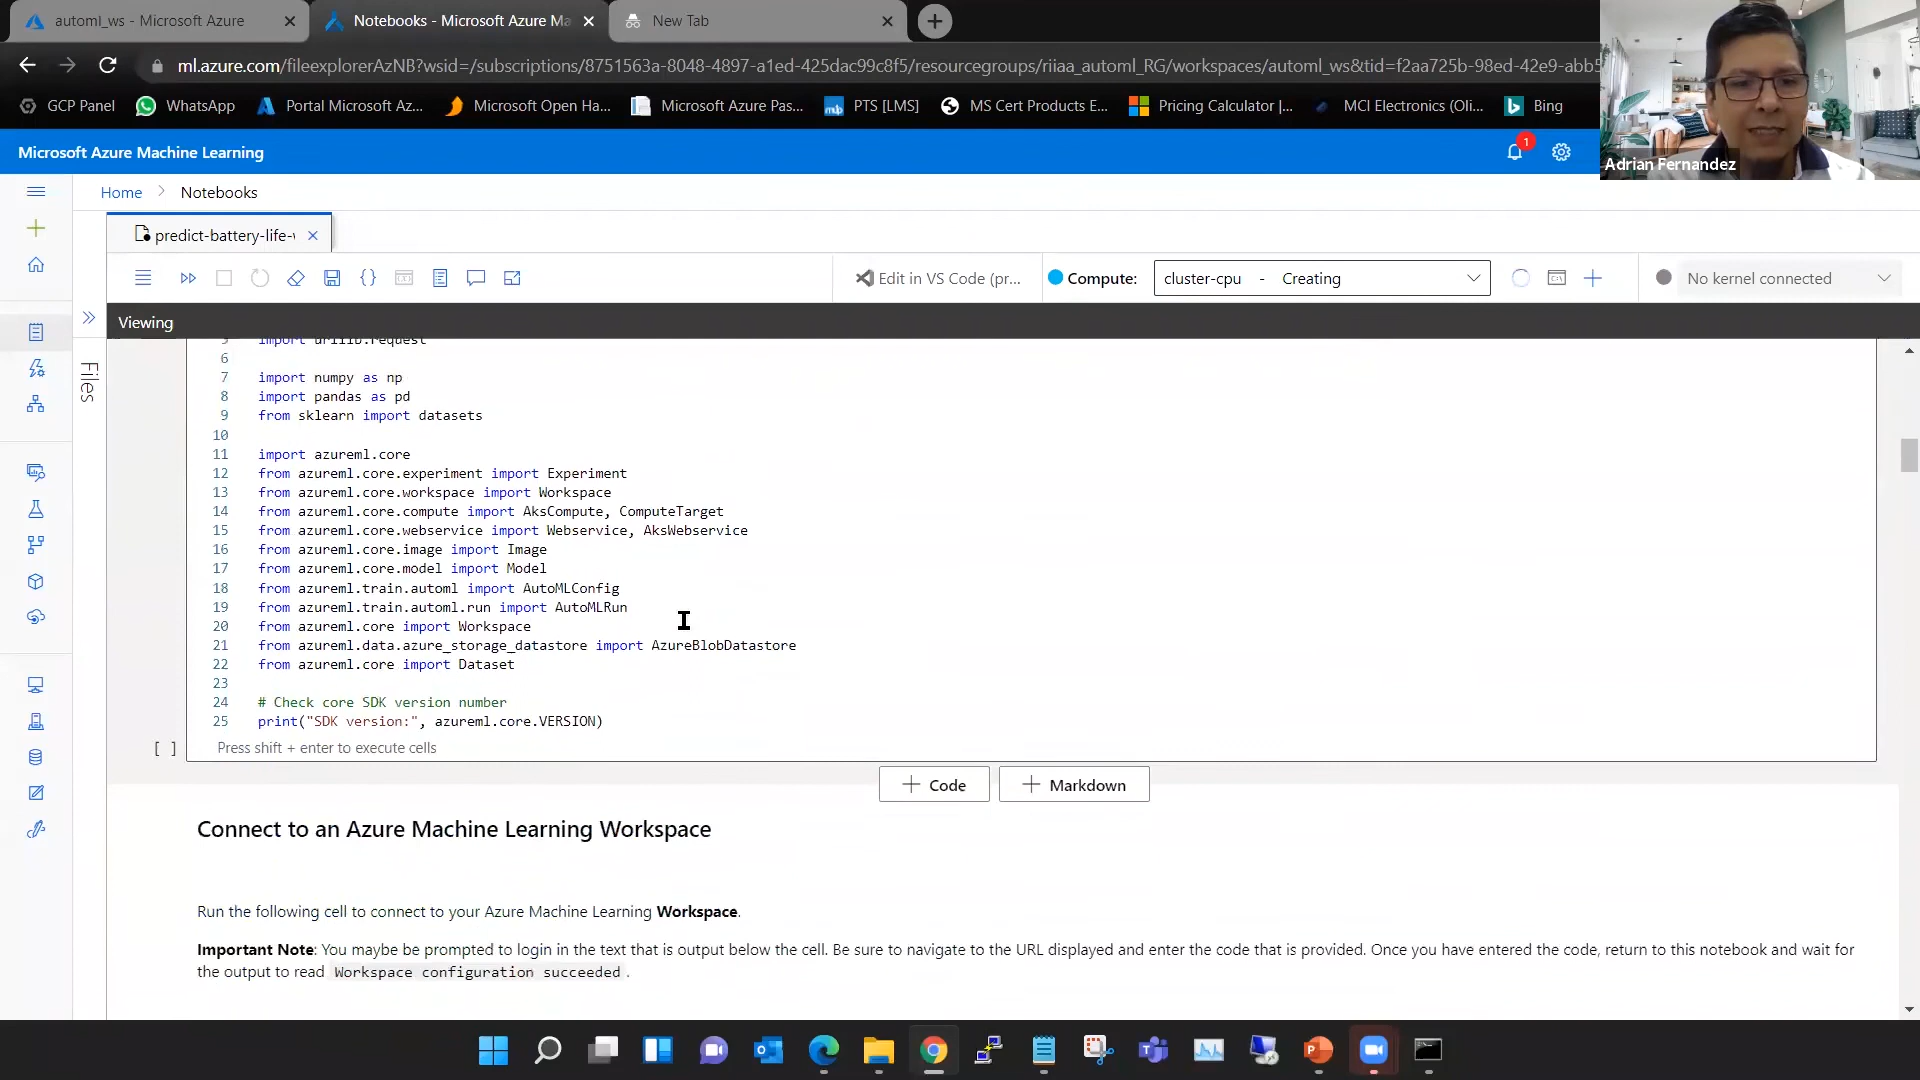 automl_ws - Microsoft Azure
Notebooks - Microsoft Azure Ma
New Tab
ml.azure.com/fileexplorerAzNB?wsid=/subscriptions/8751563a-8048-4897-a1ed-425dac99c8f5/resourcegroups/riiaa_automl_RG/workspaces/automl_ws&tid=f2aa725b-98ed-42e9-abb5
GCP Panel
WhatsApp
Portal Microsoft Az...
Microsoft Open Ha...
Microsoft Azure Pas...
PTS [LMS]
MS Cert Products E...
Pricing Calculator |...
MCI Electronics (Oli...
Bing
Adrian Fernandez
Microsoft Azure Machine Learning
1
Home
Notebooks
predict-battery-life-
Edit in VS Code (pr...
Compute:
cluster-cpu - Creating
No kernel connected
Viewing
Files
5 import urllib.request
6
7 import numpy as np
8 import pandas as pd
9 from sklearn import datasets
10
11 import azureml.core
12 from azureml.core.experiment import Experiment
13 from azureml.core.workspace import Workspace
14 from azureml.core.compute import AksCompute, ComputeTarget
15 from azureml.core.webservice import Webservice, AksWebservice
16 from azureml.core.image import Image
17 from azureml.core.model import Model
18 from azureml.train.automl import AutoMLConfig
19 from azureml.train.automl.run import AutoMLRun
20 from azureml.core import Workspace
21 from azureml.data.azure_storage_datastore import AzureBlobDatastore
22 from azureml.core import Dataset
23
24 # Check core SDK version number
25 print("SDK version:", azureml.core.VERSION)
[ ] Press shift + enter to execute cells
+ Code
+ Markdown
Connect to an Azure Machine Learning Workspace
Run the following cell to connect to your Azure Machine Learning Workspace.
Important Note: You maybe be prompted to login in the text that is output below the cell. Be sure to navigate to the URL displayed and enter the code that is provided. Once you have entered the code, return to this notebook and wait for
the output to read Workspace configuration succeeded .